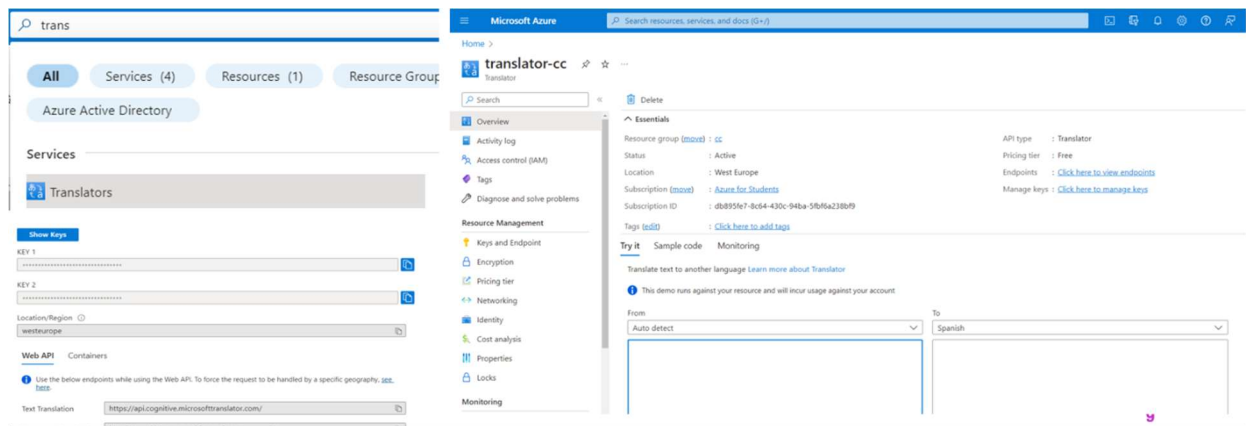 trans
All
Services (4)
Resources (1)
Resource Group
Azure Active Directory
Services
Translators
Show Keys
KEY 1
KEY 2
Location/Region
westeurope
Web API Containers
Use the below endpoints while using the Web API. To force the request to be handled by a specific geography, see
here.
Text Translation https://api.cognitive.microsofttranslator.com/
Microsoft Azure
Search resources, services, and docs (G+/)
Home >
translator-cc
Translator
Search
Overview
Activity log
Access control (IAM)
Tags
Diagnose and solve problems
Resource Management
Keys and Endpoint
Encryption
Pricing tier
Networking
Identity
Cost analysis
Properties
Locks
Monitoring
Delete
Essentials
Resource group (move) : cc
Status : Active
Location : West Europe
Subscription (move) : Azure for Students
Subscription ID : db895fe7-8c64-430c-94ba-5fbf6a238bf9
Tags (edit) : Click here to add tags
API type : Translator
Pricing tier : Free
Endpoints : Click here to view endpoints
Manage keys : Click here to manage keys
Try it Sample code Monitoring
Translate text to another language Learn more about Translator
This demo runs against your resource and will incur usage against your account
From
Auto detect
To
Spanish